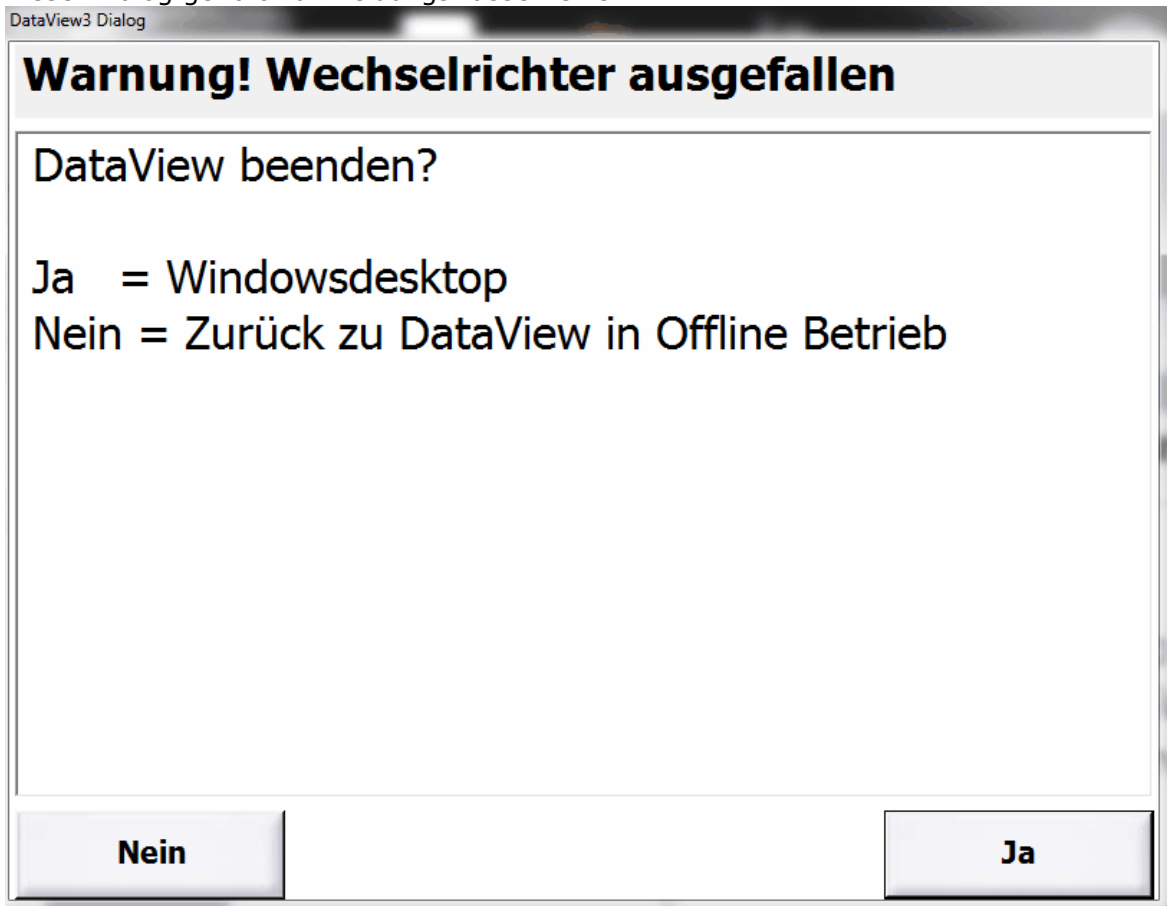 DataView3 Dialog
Warnung! Wechselrichter ausgefallen
DataView beenden?
Ja = Windowsdesktop
Nein = Zurück zu DataView in Offline Betrieb
Nein
Ja